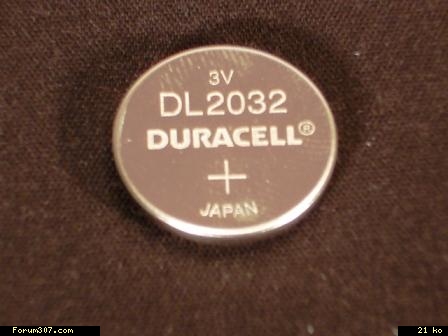 3V
DL2032
DURACELL®
+
JAPAN
Forum307.com
21 ko